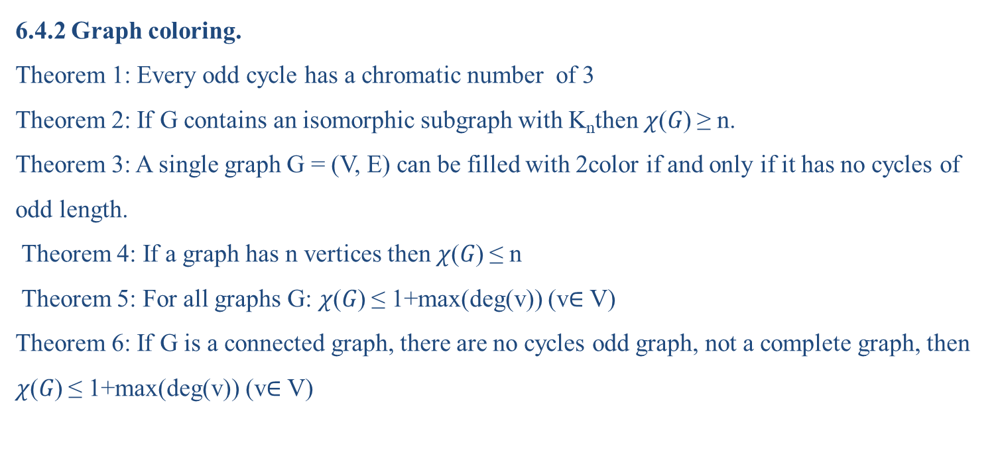 6.4.2 Graph coloring.
Theorem 1: Every odd cycle has a chromatic number  of 3
Theorem 2: If G contains an isomorphic subgraph with Kₙthen 𝜒(𝐺) ≥ n.
Theorem 3: A single graph G = (V, E) can be filled with 2color if and only if it has no cycles of
odd length.
Theorem 4: If a graph has n vertices then 𝜒(𝐺) ≤ n
Theorem 5: For all graphs G: 𝜒(𝐺) ≤ 1+max(deg(v)) (v∈ V)
Theorem 6: If G is a connected graph, there are no cycles odd graph, not a complete graph, then
𝜒(𝐺) ≤ 1+max(deg(v)) (v∈ V)